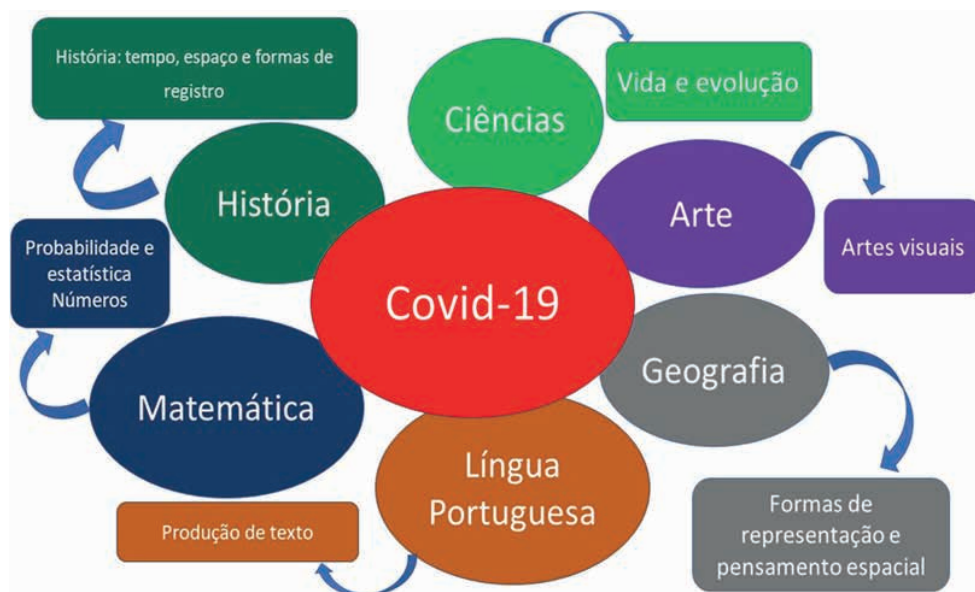 História: tempo, espaço e formas de
registro
Ciências
Vida e evolução
História
Arte
Probabilidade e
estatística
Números
Artes visuais
Covid-19
Geografia
Matemática
Língua
Portuguesa
Produção de texto
Formas de
representação e
pensamento espacial